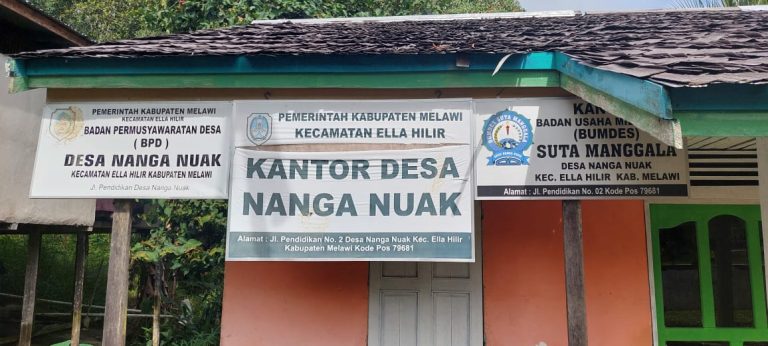 PEMERINTAH KABUPATEN MELAWI
KECAMATAN ELLA HILIR
BADAN PERMUSYAWARATAN DESA
( BPD )
DESA NANGA NUAK
KECAMATAN ELLA HILIR KABUPATEN MELAWI
Jl. Pendidikan Desa Nanga Nuak
PEMERINTAH KABUPATEN MELAWI
KECAMATAN ELLA HILIR
KANTOR DESA
NANGA NUAK
Alamat : Jl. Pendidikan No. 2 Desa Nanga Nuak Kec. Ella Hilir
Kabupaten Melawi Kode Pos 79681
BUMDES SUTA MANGGALA
BADAN USAHA
(BUMDES)
SUTA MANGGALA
DESA NANGA NUAK
KEC. ELLA HILIR KAB. MELAWI
Alamat : Jl. Pendidikan No. 02 Kode Pos 79681